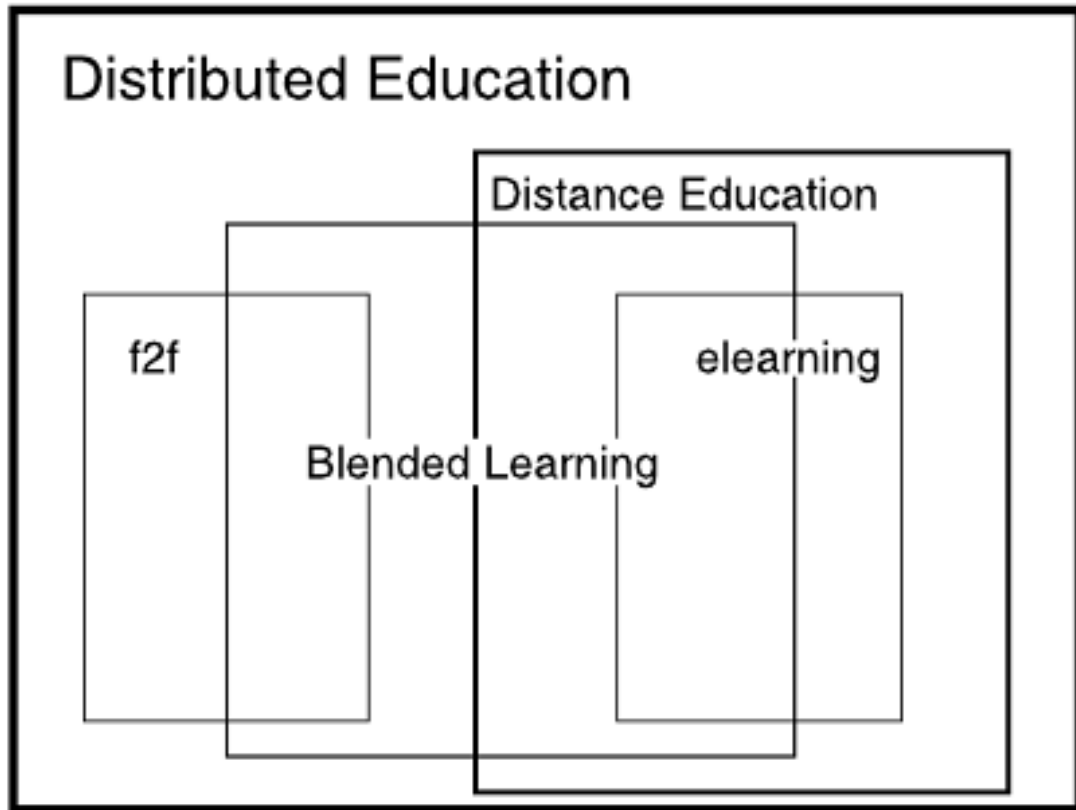 Distributed Education
Distance Education
f2f
elearning
Blended Learning